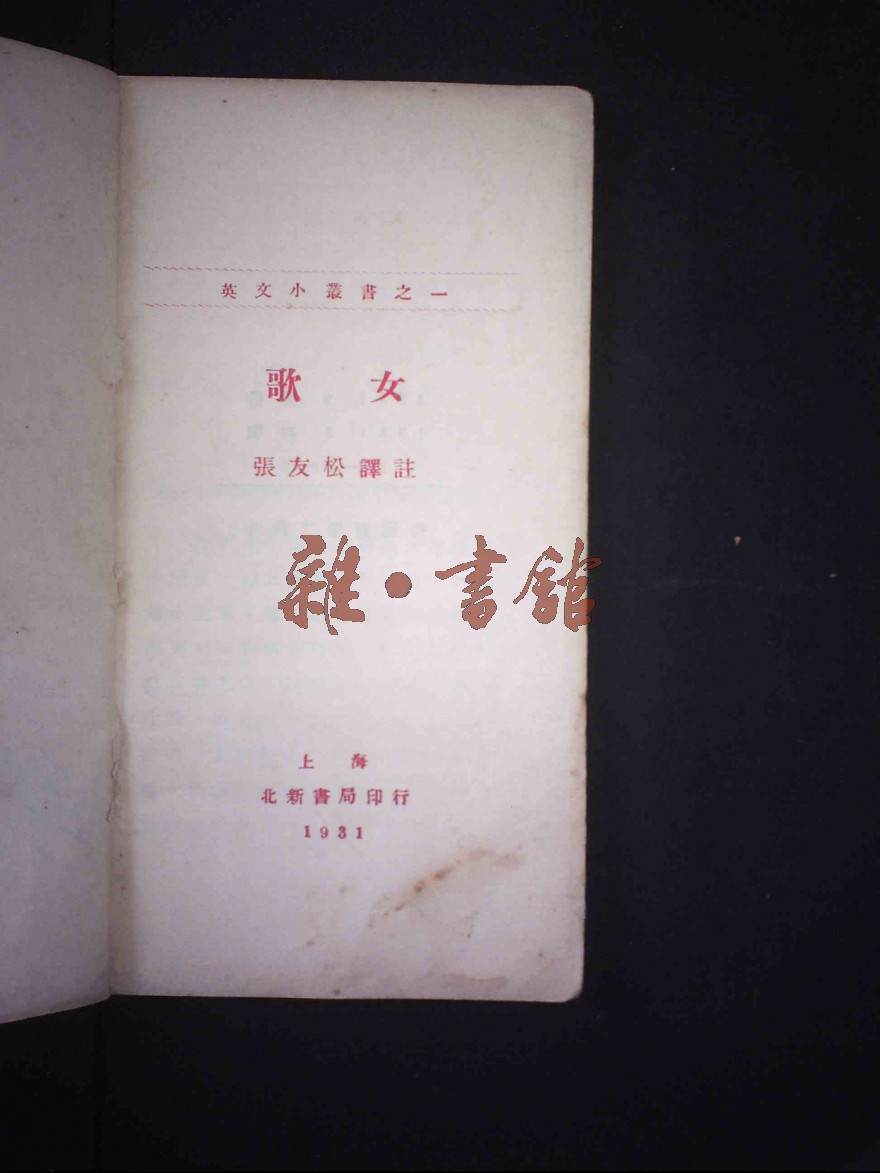 英文小叢書之一
歌女
張友松譯註
雜·書館
上海
北新書局印行
1931